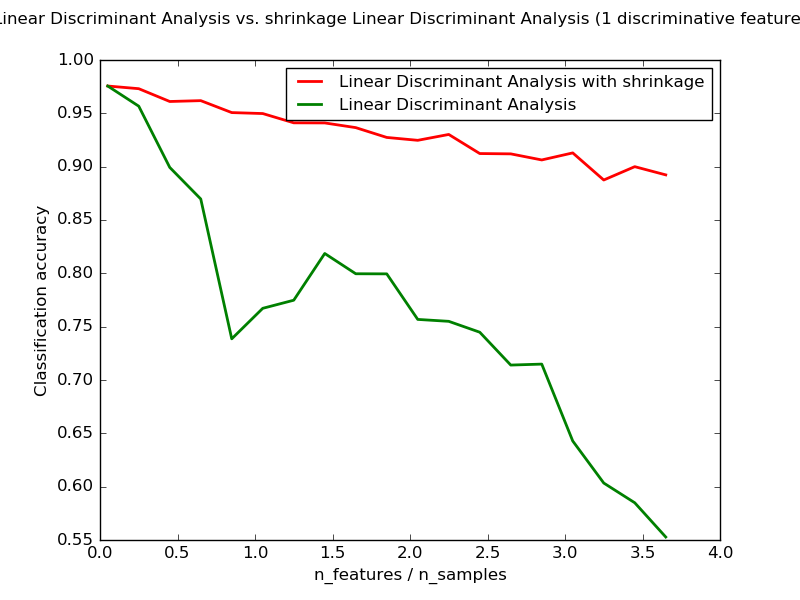 Linear Discriminant Analysis vs. shrinkage Linear Discriminant Analysis (1 discriminative feature
Linear Discriminant Analysis with shrinkage
Linear Discriminant Analysis
1.00
0.95
0.90
0.85
0.80
0.75
0.70
0.65
0.60
0.55
Classification accuracy
0.0 0.5 1.0 1.5 2.0 2.5 3.0 3.5 4.0
n_features / n_samples